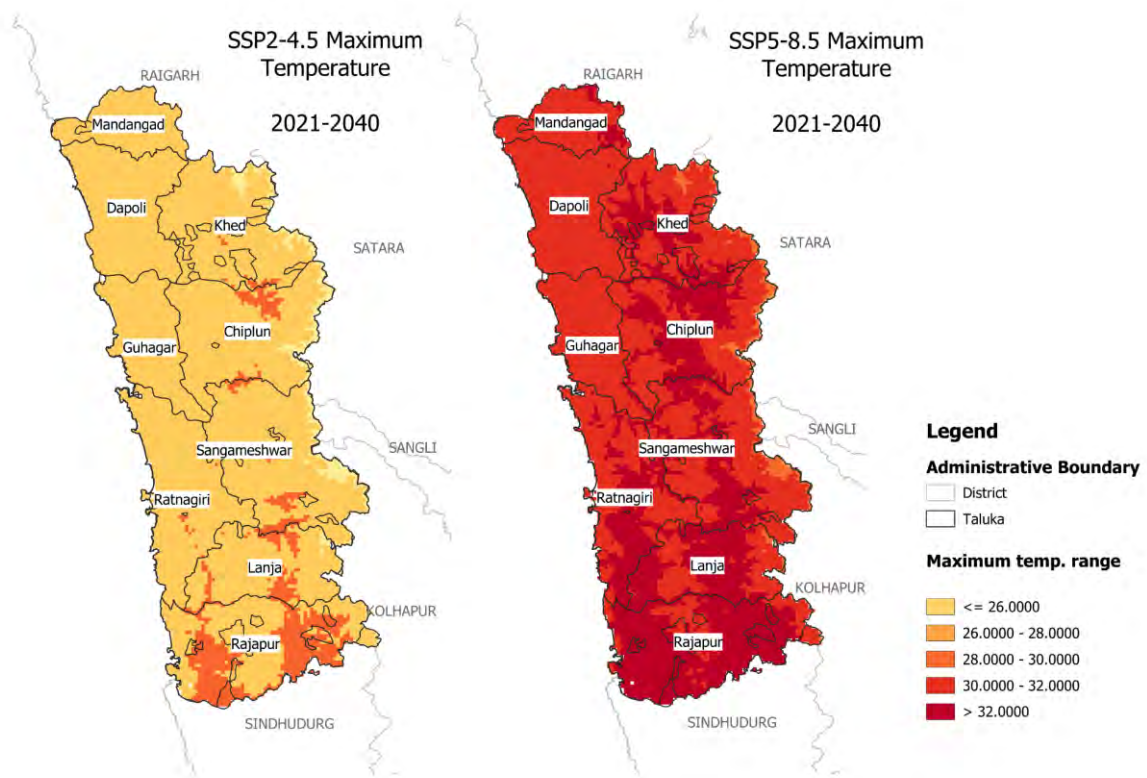 SSP2-4.5 Maximum
Temperature
2021-2040
RAIGARH
Mandangad
Dapoli
Khed
SATARA
Chiplun
Guhagar
Sangameshwar
SANGLI
Ratnagiri
Lanja
KOLHAPUR
Rajapur
SINDHUDURG
SSP5-8.5 Maximum
Temperature
2021-2040
RAIGARH
Mandangad
Dapoli
Khed
SATARA
Chiplun
Guhagar
Sangameshwar
SANGLI
Ratnagiri
Lanja
KOLHAPUR
Rajapur
SINDHUDURG
Legend
Administrative Boundary
District
Taluka
Maximum temp. range
<= 26.0000
26.0000 - 28.0000
28.0000 - 30.0000
30.0000 - 32.0000
> 32.0000